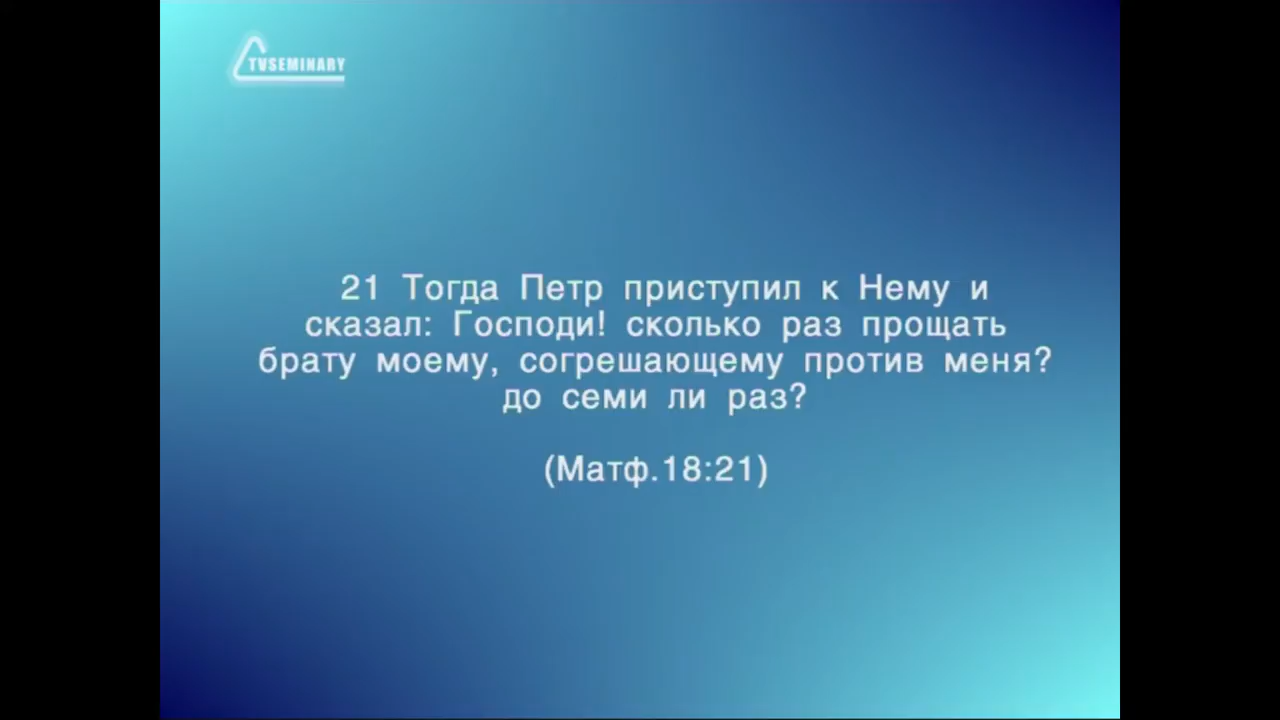 TVSEMINARY
21 Тогда Петр приступил к Нему и
сказал: Господи! сколько раз прощать
брату моему, согрешающему против меня?
до семи ли раз?
(Матф.18:21)